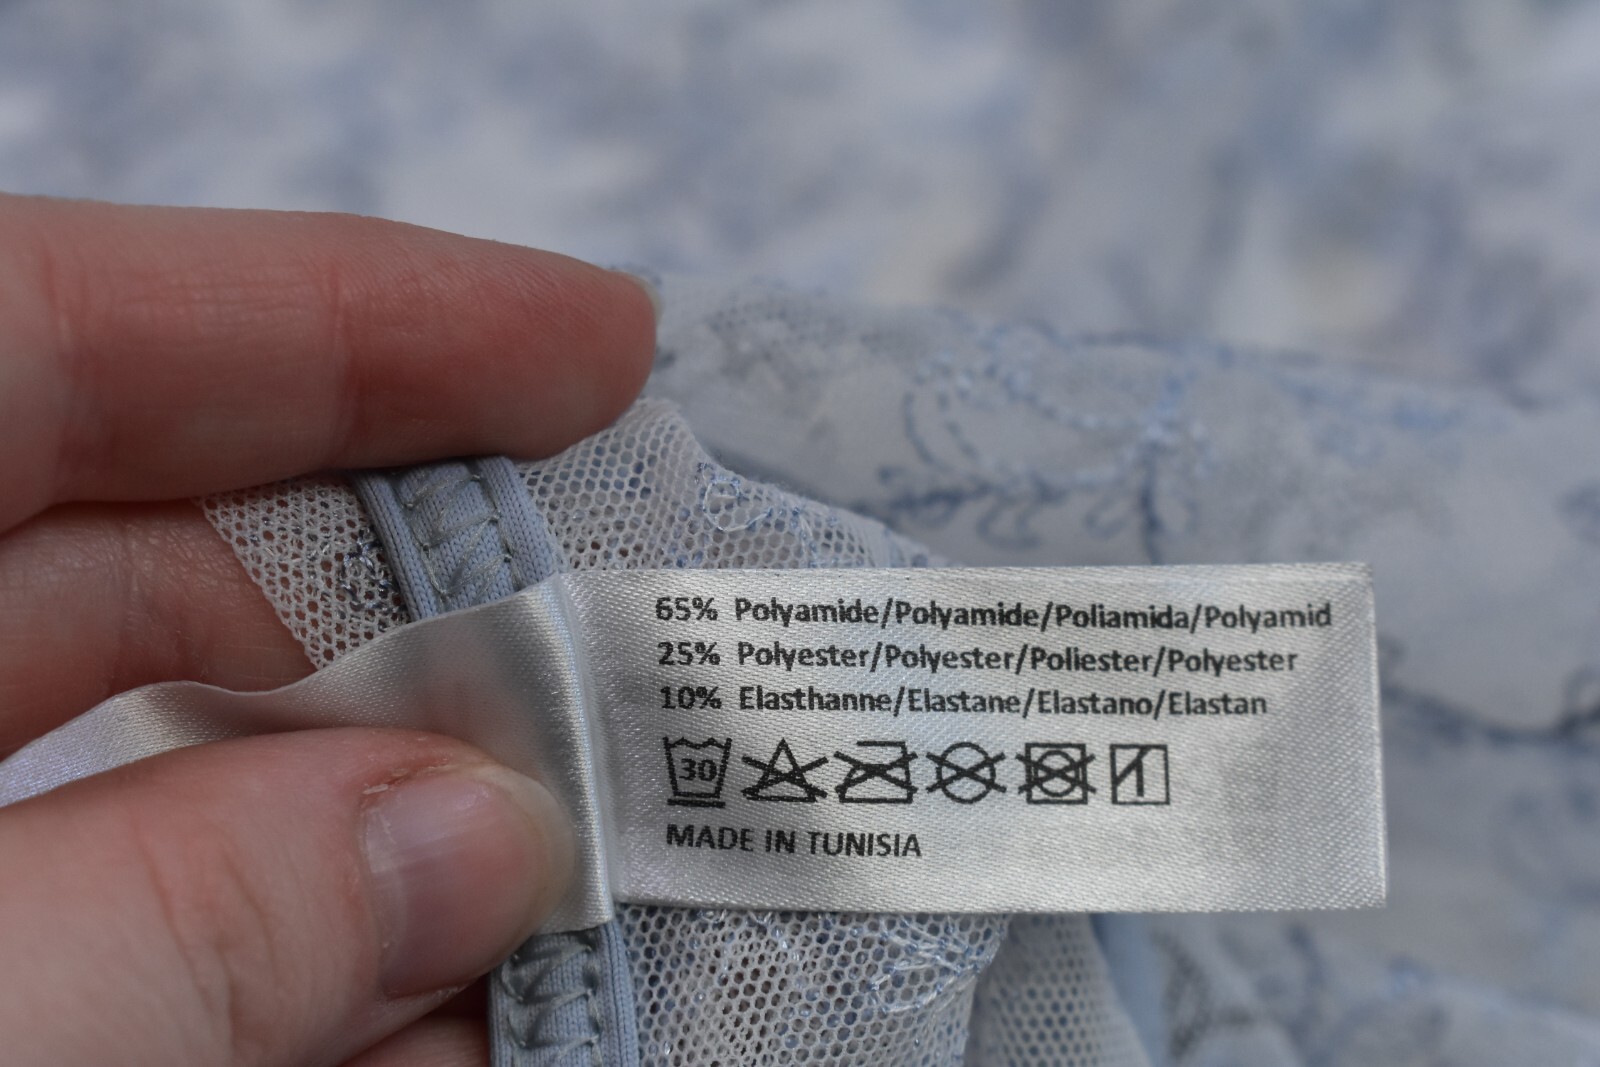 65% Polyamide/Polyamide/Poliamida/Polyamid
25% Polyester/Polyester/Poliester/Polyester
10% Elasthanne/Elastane/Elastano/Elastan
30
MADE IN TUNISIA